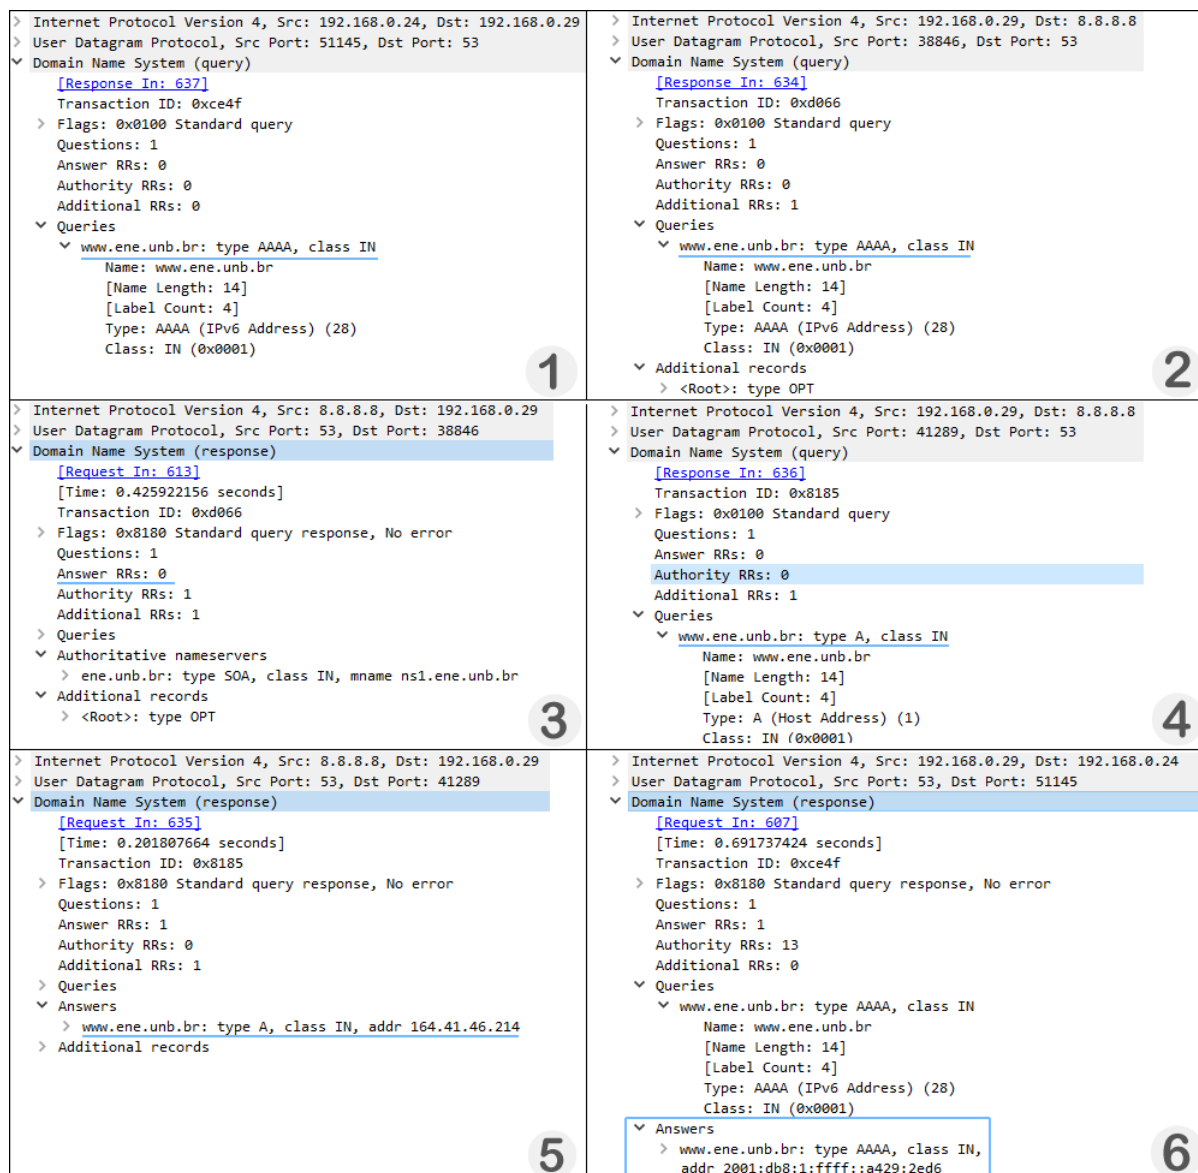 Internet Protocol Version 4, Src: 192.168.0.24, Dst: 192.168.0.29
User Datagram Protocol, Src Port: 51145, Dst Port: 53
Domain Name System (query)
[Response In: 637]
Transaction ID: 0xce4f
Flags: 0x0100 Standard query
Questions: 1
Answer RRs: 0
Authority RRs: 0
Additional RRs: 0
Queries
www.ene.unb.br: type AAAA, class IN
Name: www.ene.unb.br
[Name Length: 14]
[Label Count: 4]
Type: AAAA (IPv6 Address) (28)
Class: IN (0x0001)
1
Internet Protocol Version 4, Src: 192.168.0.29, Dst: 8.8.8.8
User Datagram Protocol, Src Port: 38846, Dst Port: 53
Domain Name System (query)
[Response In: 634]
Transaction ID: 0xd066
Flags: 0x0100 Standard query
Questions: 1
Answer RRs: 0
Authority RRs: 0
Additional RRs: 1
Queries
www.ene.unb.br: type AAAA, class IN
Name: www.ene.unb.br
[Name Length: 14]
[Label Count: 4]
Type: AAAA (IPv6 Address) (28)
Class: IN (0x0001)
Additional records
<Root>: type OPT
2
Internet Protocol Version 4, Src: 8.8.8.8, Dst: 192.168.0.29
User Datagram Protocol, Src Port: 53, Dst Port: 38846
Domain Name System (response)
[Request In: 613]
[Time: 0.425922156 seconds]
Transaction ID: 0xd066
Flags: 0x8180 Standard query response, No error
Questions: 1
Answer RRs: 0
Authority RRs: 1
Additional RRs: 1
Queries
Authoritative nameservers
ene.unb.br: type SOA, class IN, mname ns1.ene.unb.br
Additional records
<Root>: type OPT
3
Internet Protocol Version 4, Src: 192.168.0.29, Dst: 8.8.8.8
User Datagram Protocol, Src Port: 41289, Dst Port: 53
Domain Name System (query)
[Response In: 636]
Transaction ID: 0x8185
Flags: 0x0100 Standard query
Questions: 1
Answer RRs: 0
Authority RRs: 0
Additional RRs: 1
Queries
www.ene.unb.br: type A, class IN
Name: www.ene.unb.br
[Name Length: 14]
[Label Count: 4]
Type: A (Host Address) (1)
Class: IN (0x0001)
4
Internet Protocol Version 4, Src: 8.8.8.8, Dst: 192.168.0.29
User Datagram Protocol, Src Port: 53, Dst Port: 41289
Domain Name System (response)
[Request In: 635]
[Time: 0.201807664 seconds]
Transaction ID: 0x8185
Flags: 0x8180 Standard query response, No error
Questions: 1
Answer RRs: 1
Authority RRs: 0
Additional RRs: 1
Queries
Answers
www.ene.unb.br: type A, class IN, addr 164.41.46.214
Additional records
5
Internet Protocol Version 4, Src: 192.168.0.29, Dst: 192.168.0.24
User Datagram Protocol, Src Port: 53, Dst Port: 51145
Domain Name System (response)
[Request In: 607]
[Time: 0.691737424 seconds]
Transaction ID: 0xce4f
Flags: 0x8180 Standard query response, No error
Questions: 1
Answer RRs: 1
Authority RRs: 13
Additional RRs: 0
Queries
www.ene.unb.br: type AAAA, class IN
Name: www.ene.unb.br
[Name Length: 14]
[Label Count: 4]
Type: AAAA (IPv6 Address) (28)
Class: IN (0x0001)
Answers
www.ene.unb.br: type AAAA, class IN,
addr 2001:db8:1:ffff::a429:2ed6
6